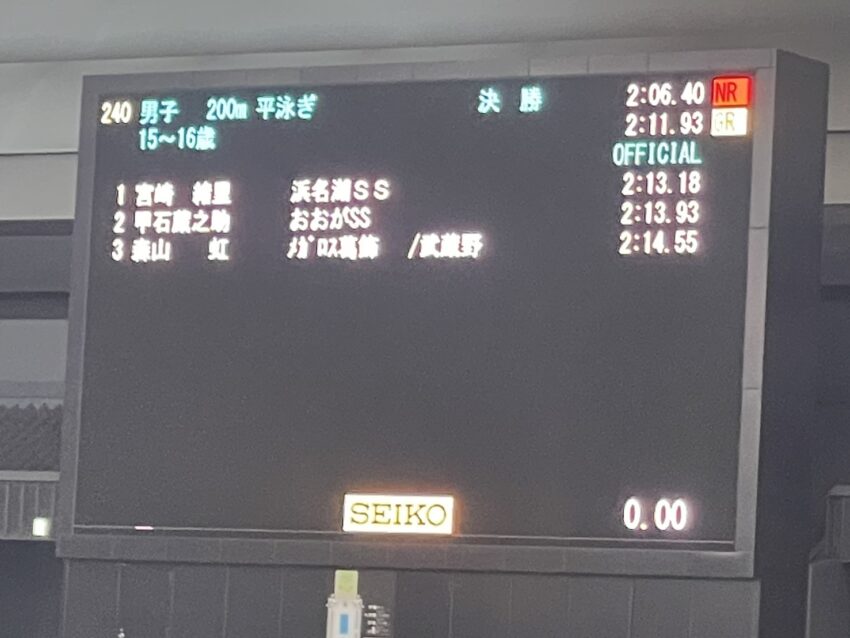 240 男子 200m 平泳ぎ 決 勝 2:06.40 NR
15〜16歳 2:11.93 GR
OFFICIAL
1 宮崎 浜名湖SS 2:13.18
2 甲石薫之助 おおがSS 2:13.93
3 森山 虹 ﾒｶﾞﾛｽ葛飾 /武蔵野 2:14.55
SEIKO 0.00